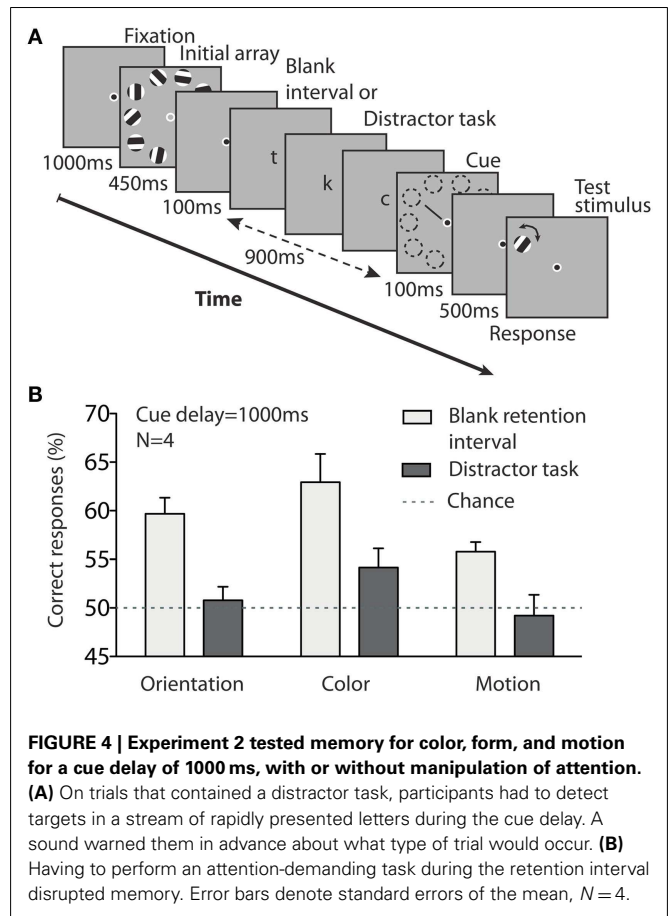 A
Fixation
Initial array
Blank
interval or
Distractor task
t
k
c
Cue
Test
stimulus
1000ms
450ms
100ms
900ms
100ms
500ms
Time
Response
B
Cue delay=1000ms
N=4
Blank retention
interval
Distractor task
Chance
Correct responses (%)
70
65
60
55
50
45
Orientation Color Motion
FIGURE 4 | Experiment 2 tested memory for color, form, and motion
for a cue delay of 1000 ms, with or without manipulation of attention.
(A) On trials that contained a distractor task, participants had to detect
targets in a stream of rapidly presented letters during the cue delay. A
sound warned them in advance about what type of trial would occur. (B)
Having to perform an attention-demanding task during the retention interval
disrupted memory. Error bars denote standard errors of the mean, N = 4.